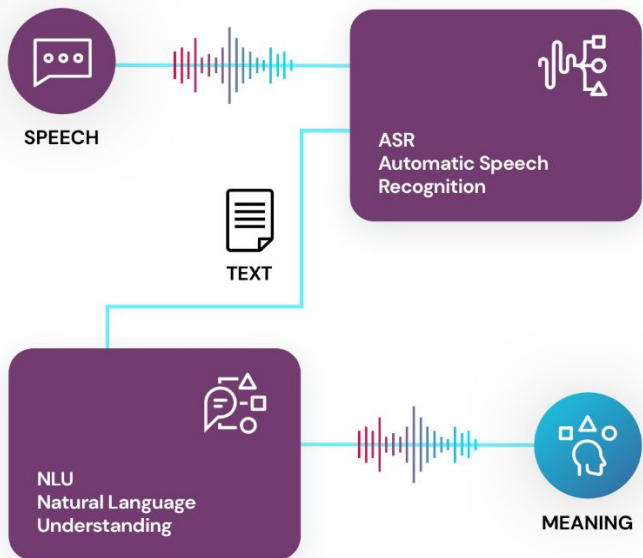 SPEECH
ASR
Automatic Speech
Recognition
TEXT
NLU
Natural Language
Understanding
MEANING